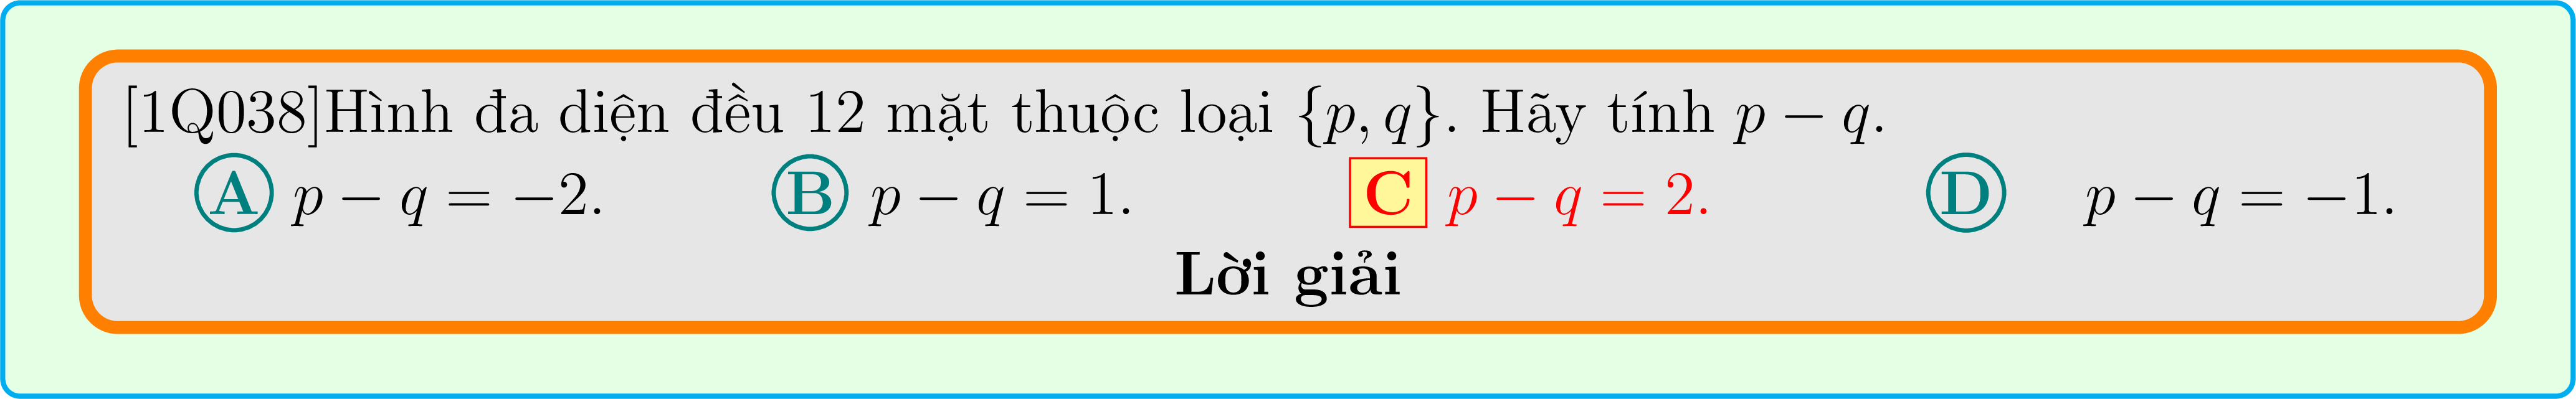 [1Q038]Hình đa diện đều 12 mặt thuộc loại {p, q}. Hãy tính p − q.
A p − q = −2. B p − q = 1. C p − q = 2. D p − q = −1.
Lời giải